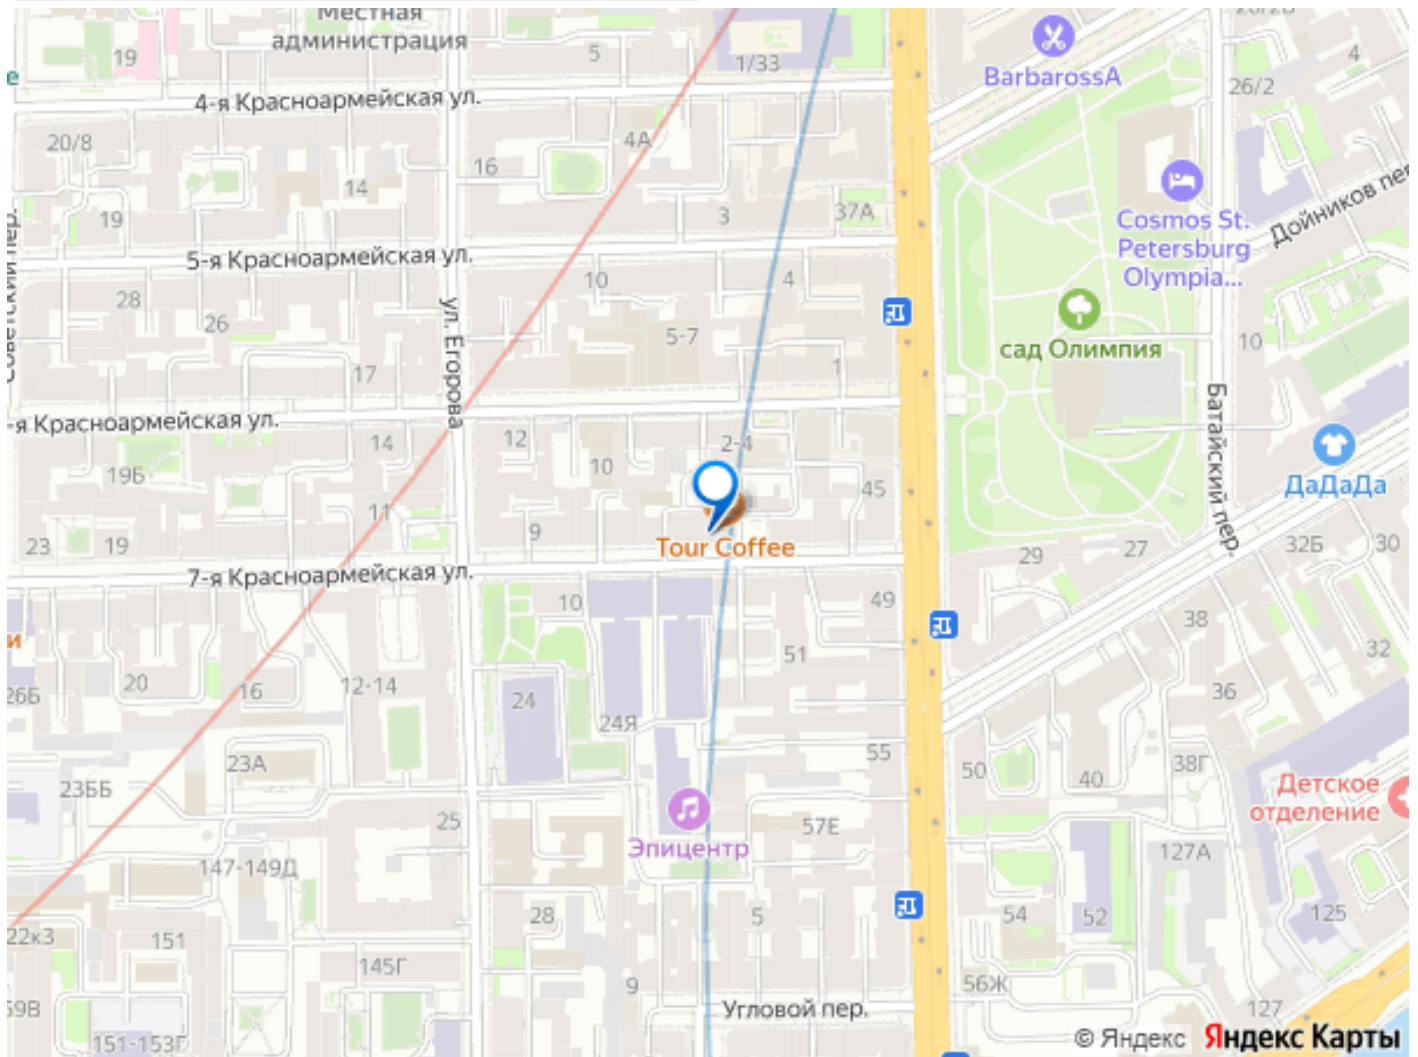 Местная
администрация
19
5
1/33
BarbarossA
26/2
4
4-я Красноармейская ул.
20/8
16
4А
14
Cosmos St.
Petersburg
Olympia...
Дойников пер
19
3
37А
5-я Красноармейская ул.
10
4
28
26
ул. Егорова
5-7
сад Олимпия
10
17
1
-я Красноармейская ул.
Батайский пер.
14
12
2-4
19Б
10
45
ДаДаДа
11
9
23
19
Tour Coffee
29
27
32Б
30
7-я Красноармейская ул.
10
49
38
и
51
32
26Б
20
16
12-14
24
36
24Я
55
23А
50
40
38Г
23ББ
Детское
отделение
25
57Е
Эпицентр
127А
147-149Д
28
5
54
52
125
22к3
151
145Г
9
56Ж
Угловой пер.
127
59В
151-153Г
© Яндекс Яндекс Карты